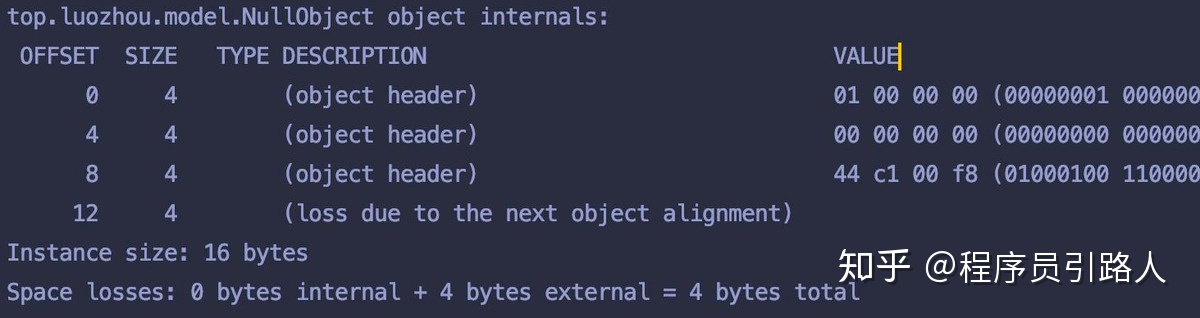 top.luozhou.model.NullObject object internals:
OFFSET SIZE TYPE DESCRIPTION VALUE
0 4 (object header) 01 00 00 00 (00000001 000000
4 4 (object header) 00 00 00 00 (00000000 000000
8 4 (object header) 44 c1 00 f8 (01000100 110000
12 4 (loss due to the next object alignment)
Instance size: 16 bytes
Space losses: 0 bytes internal + 4 bytes external = 4 bytes total
知乎 @程序员引路人